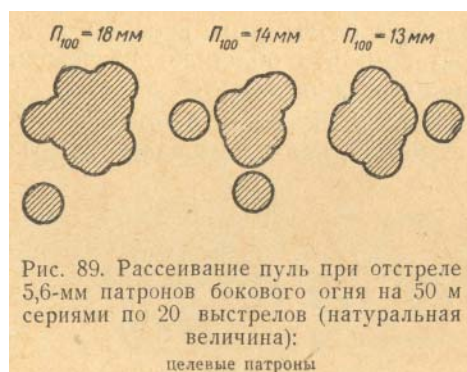 П100 = 18 мм П100 = 14 мм П100 = 13 мм
Рис. 89. Рассеивание пуль при отстреле
5,6-мм патронов бокового огня на 50 м
сериями по 20 выстрелов (натуральная
величина):
целевые патроны